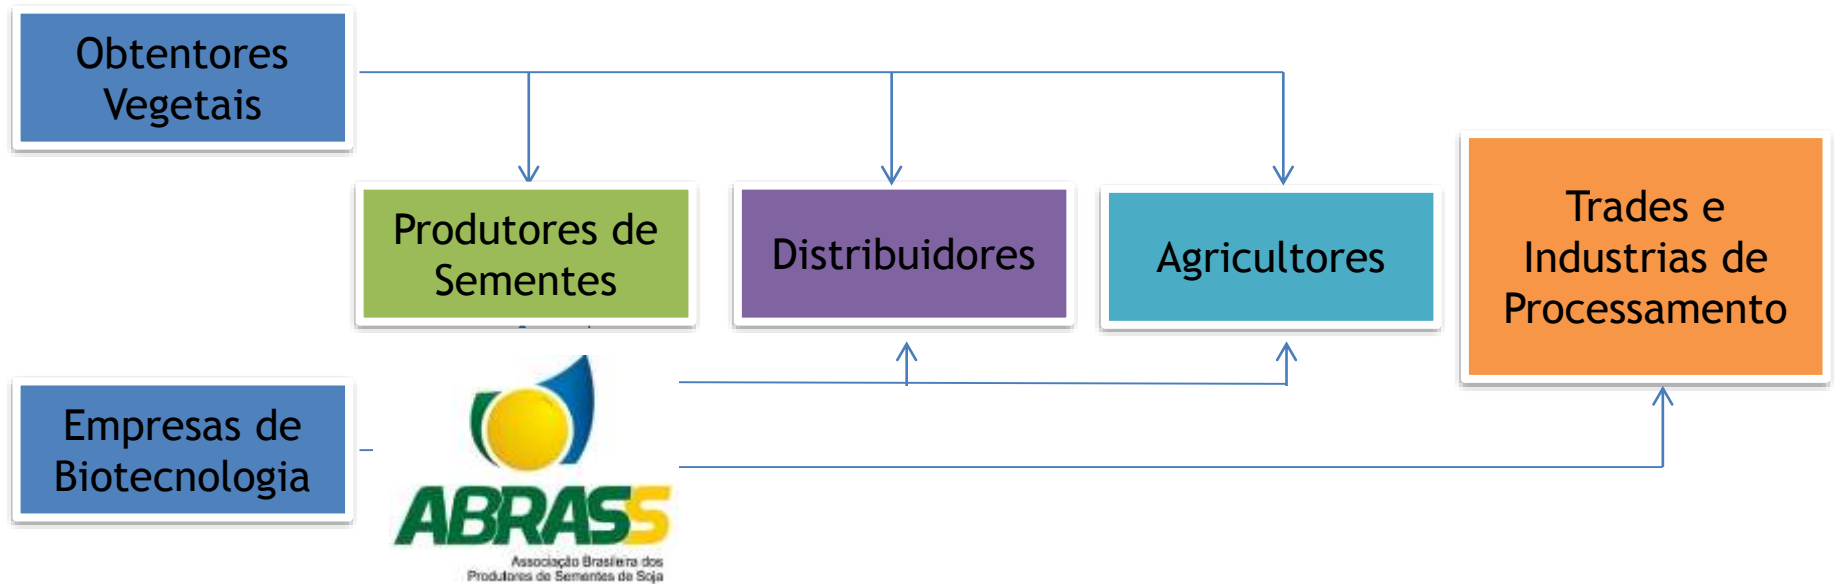 Obtentores
Vegetais
Produtores de
Sementes
Distribuidores
Agricultores
Trades e
Industrias de
Processamento
Empresas de
Biotecnologia
ABRASS
Associação Brasileira dos
Produtores de Sementes de Soja